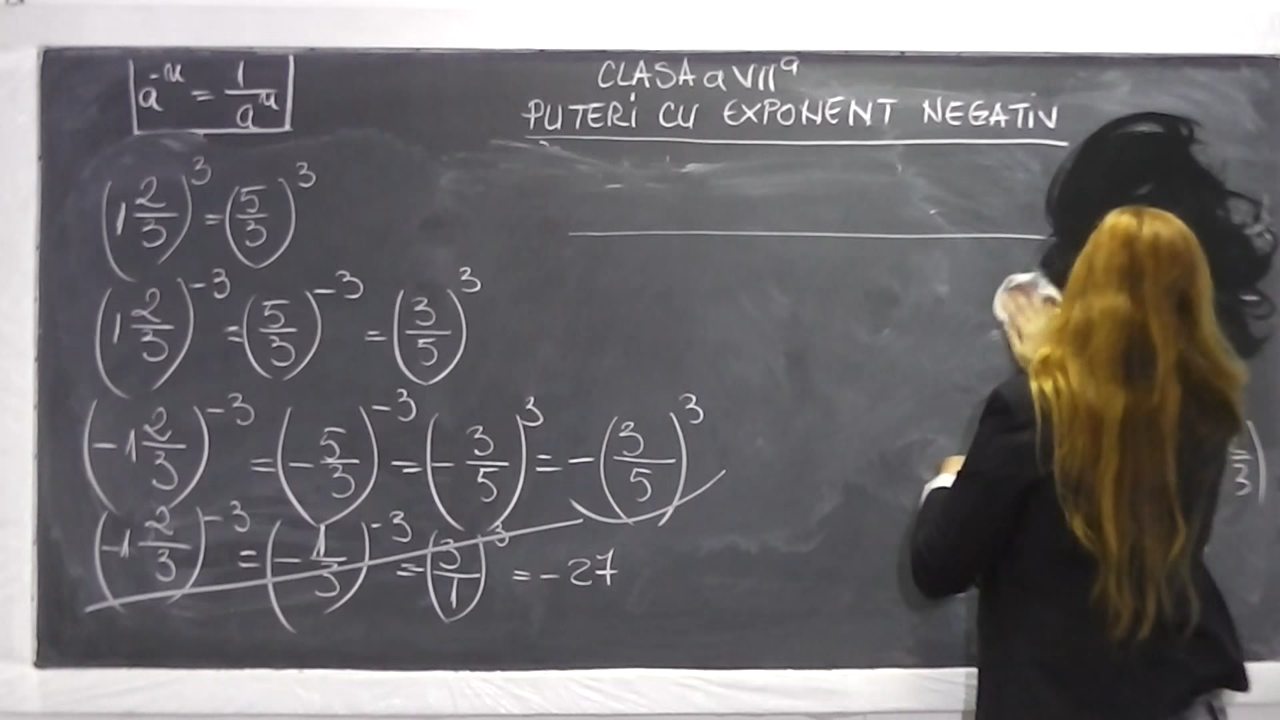 a⁻ⁿ = 1/aⁿ
CLASA a VIIª
PUTERI CU EXPONENT NEGATIV
(1 2/3)³ = (5/3)³
(1 2/3)⁻³ = (5/3)⁻³ = (3/5)³
(-1 2/3)⁻³ = (-5/3)⁻³ = (-3/5)³ = -(3/5)³
(-1 2/3)⁻³ = (-1/3)⁻³ = (3/1)³ = -27
3)